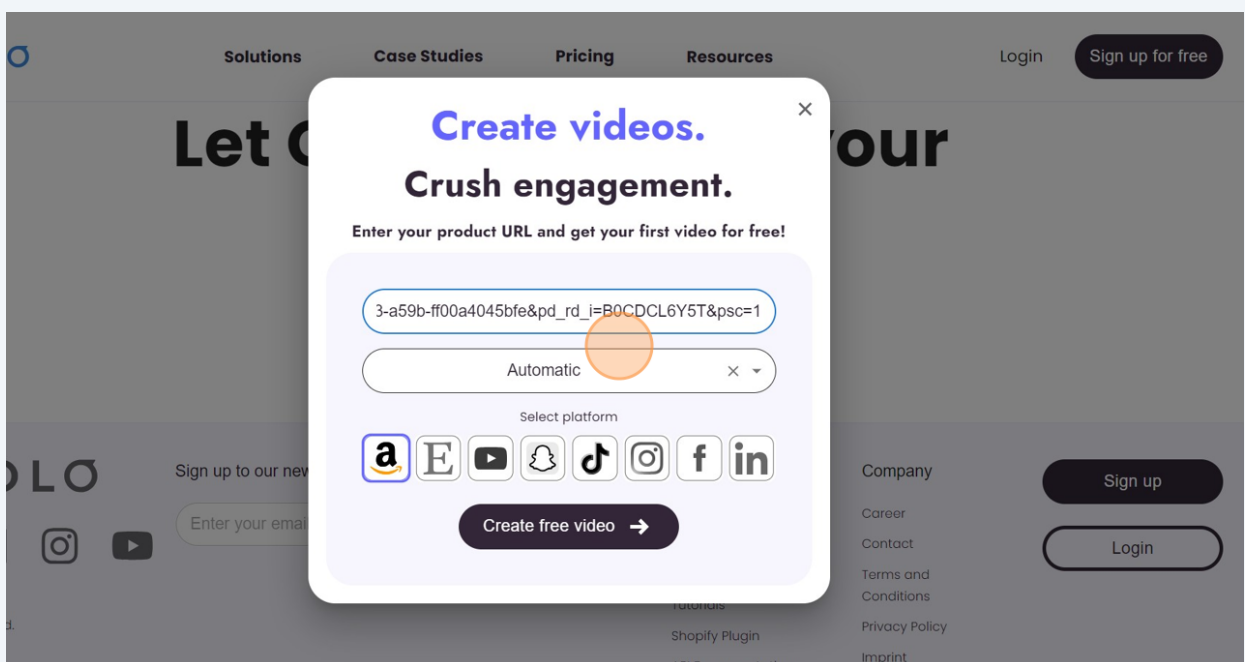 Solutions
Case Studies
Pricing
Resources
Login
Sign up for free
Let
our
×
Create videos.
Crush engagement.
Enter your product URL and get your first video for free!
3-a59b-ff00a4045bfe&pd_rd_i=B0CDCL6Y5T&psc=1
Automatic
Select platform
a E f in
Create free video →
OLO
Sign up to our new
Enter your emai
d.
Tutorials
Shopify Plugin
Company
Career
Contact
Terms and
Conditions
Privacy Policy
Imprint
Sign up
Login